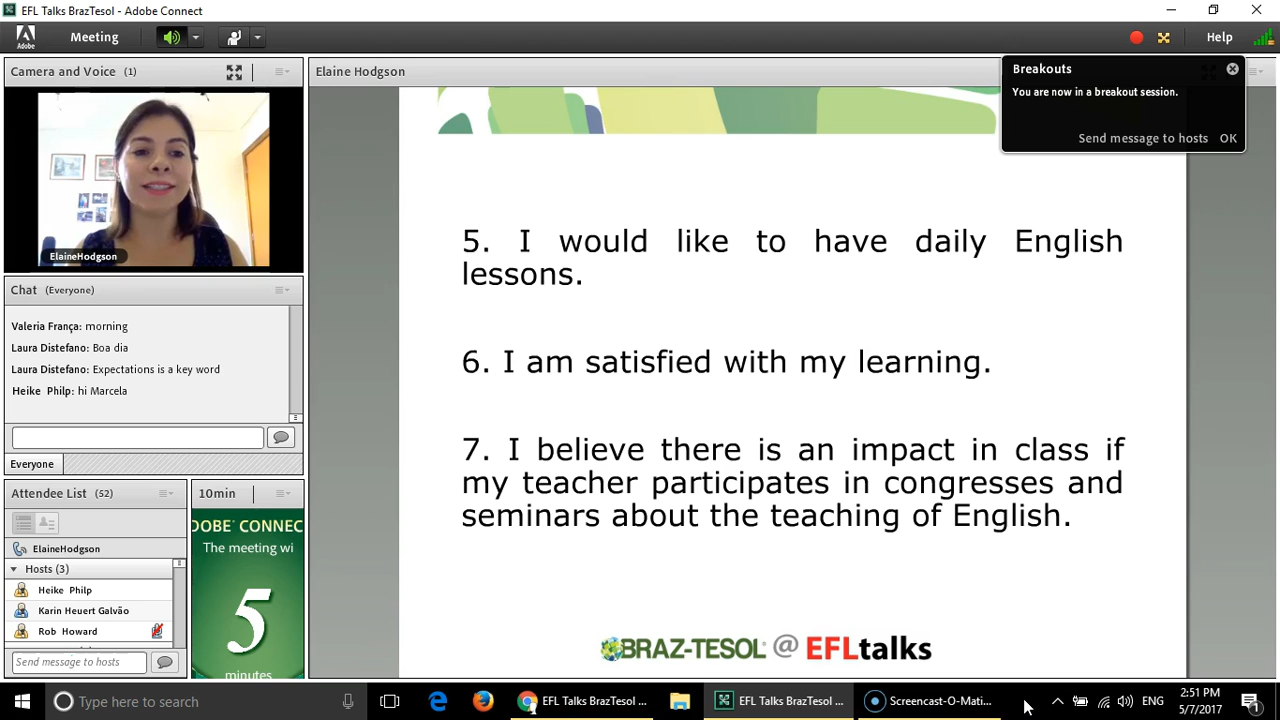 EFL Talks BrazTesol - Adobe Connect
Adobe
Meeting
Help
Camera and Voice (1)
ElaineHodgson
Chat (Everyone)
Valeria França: morning
Laura Distefano: Boa dia
Laura Distefano: Expectations is a key word
Heike Philp: hi Marcela
Everyone
Attendee List (52)
ElaineHodgson
Hosts (3)
Heike Philp
Karin Heuert Galvão
Rob Howard
Send message to hosts
10min
DOBE® CONNEC
The meeting wi
5
minutes
Elaine Hodgson
Breakouts
You are now in a breakout session.
Send message to hosts OK
5. I would like to have daily English
lessons.
6. I am satisfied with my learning.
7. I believe there is an impact in class if
my teacher participates in congresses and
seminars about the teaching of English.
BRAZ-TESOL® @ EFLtalks
Type here to search
EFL Talks BrazTesol ...
EFL Talks BrazTesol ...
Screencast-O-Mati...
ENG
2:51 PM
5/7/2017
1